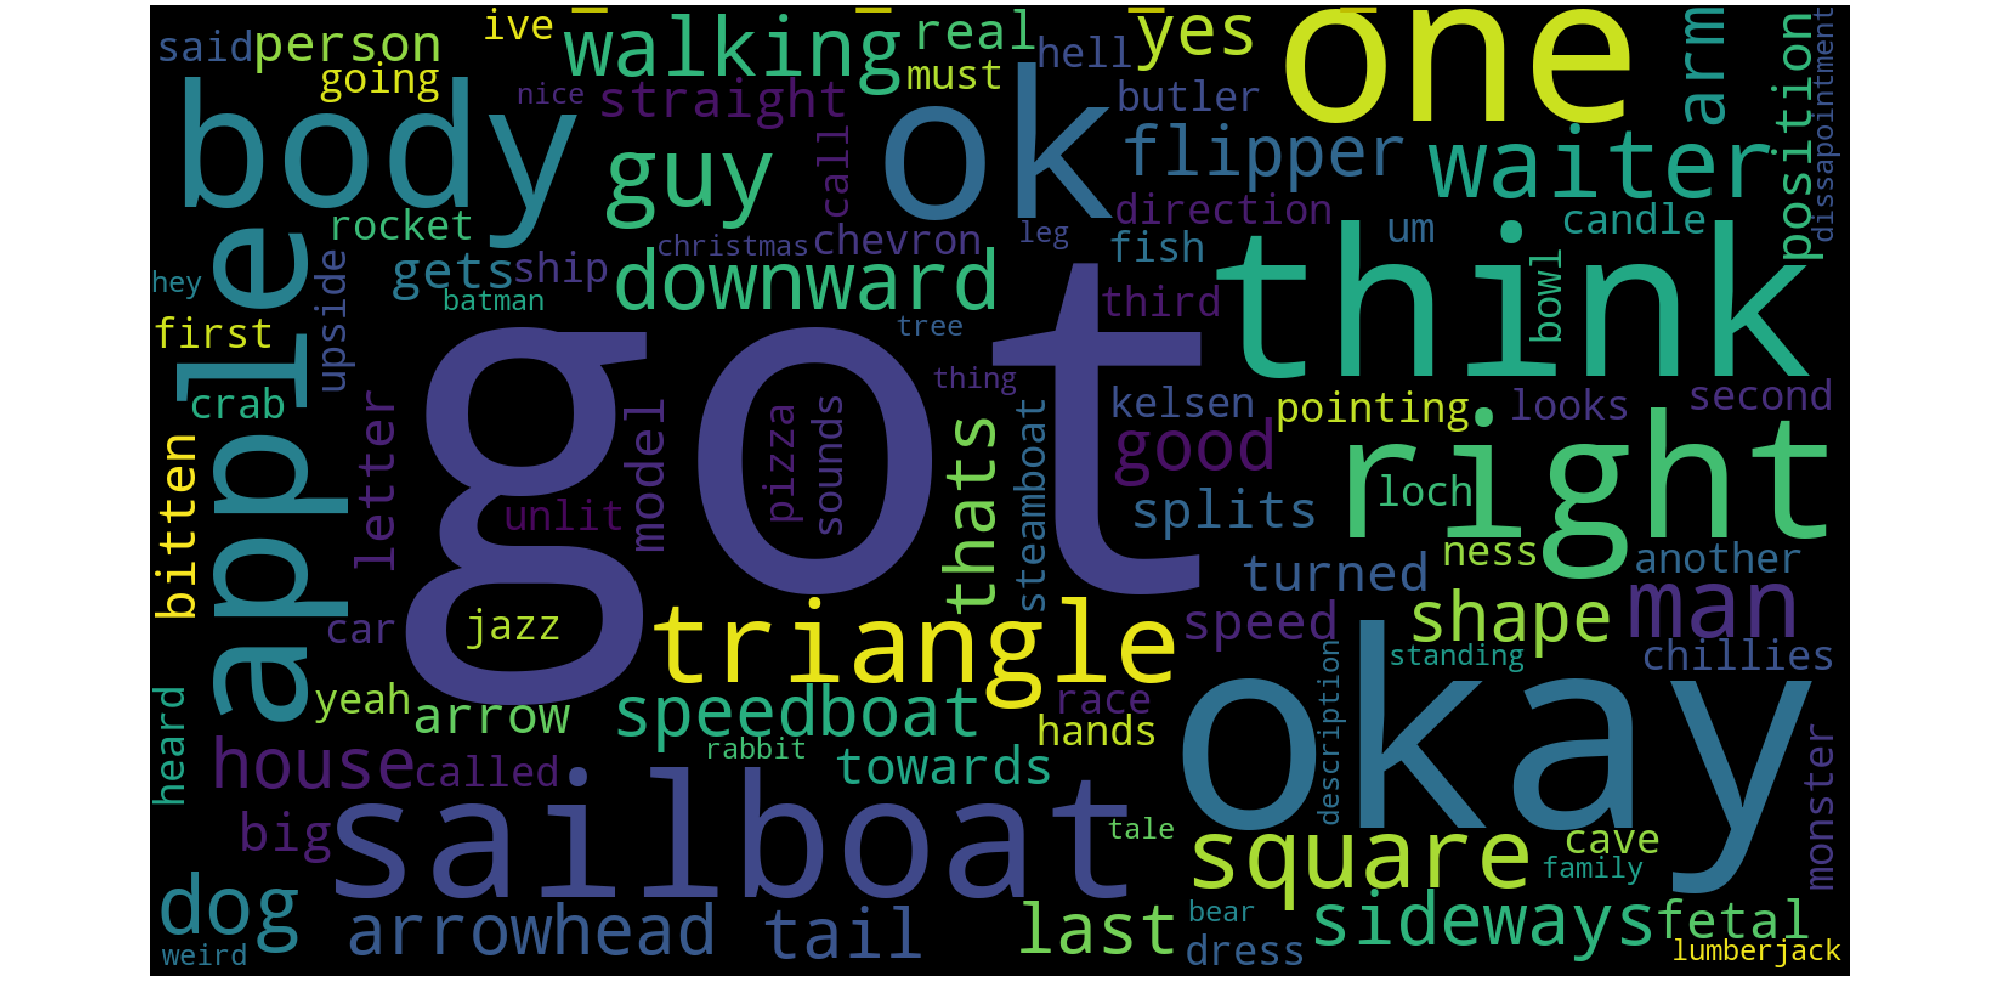 said person ive walking real hell yes one arm position dissapointment
going nice straight must butler
body guy call ok flipper waiter
rocket christmas chevron leg direction um candle
hey gets ship downward fish think bowl
batman third
first upside tree
apple got thing
crab letter model pizza sounds thats steamboat kelsen pointing looks second
bitten good right loch
unlit splits
ness another
turned
car jazz triangle speed shape man
standing chillies
heard yeah arrow speedboat race okay description monster
rabbit hands
house called towards
big sailboat tale square cave
family
dog arrowhead tail last bear sideways fetal
weird dress lumberjack